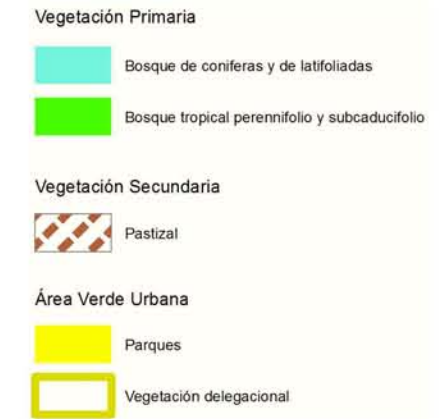 Vegetación Primaria
Bosque de coniferas y de latifoliadas
Bosque tropical perennifolio y subcaducifolio
Vegetación Secundaria
Pastizal
Área Verde Urbana
Parques
Vegetación delegacional